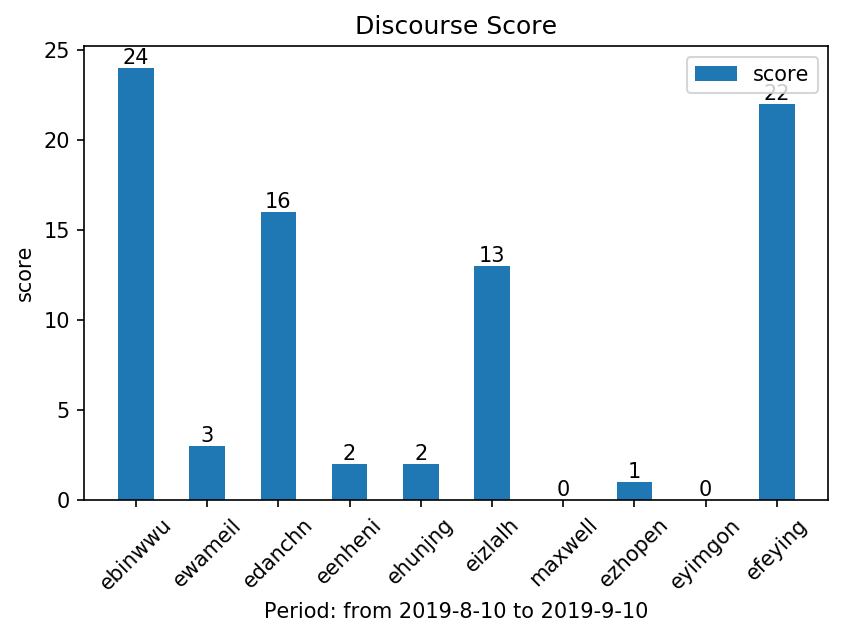 Discourse Score
score
22
24
16
13
3
2
2
0
1
0
25
20
15
10
5
0
score
ebinwwu
ewameil
edanchn
eenheni
ehunjng
eizlalh
maxwell
ezhopen
eyimgon
efeying
Period: from 2019-8-10 to 2019-9-10